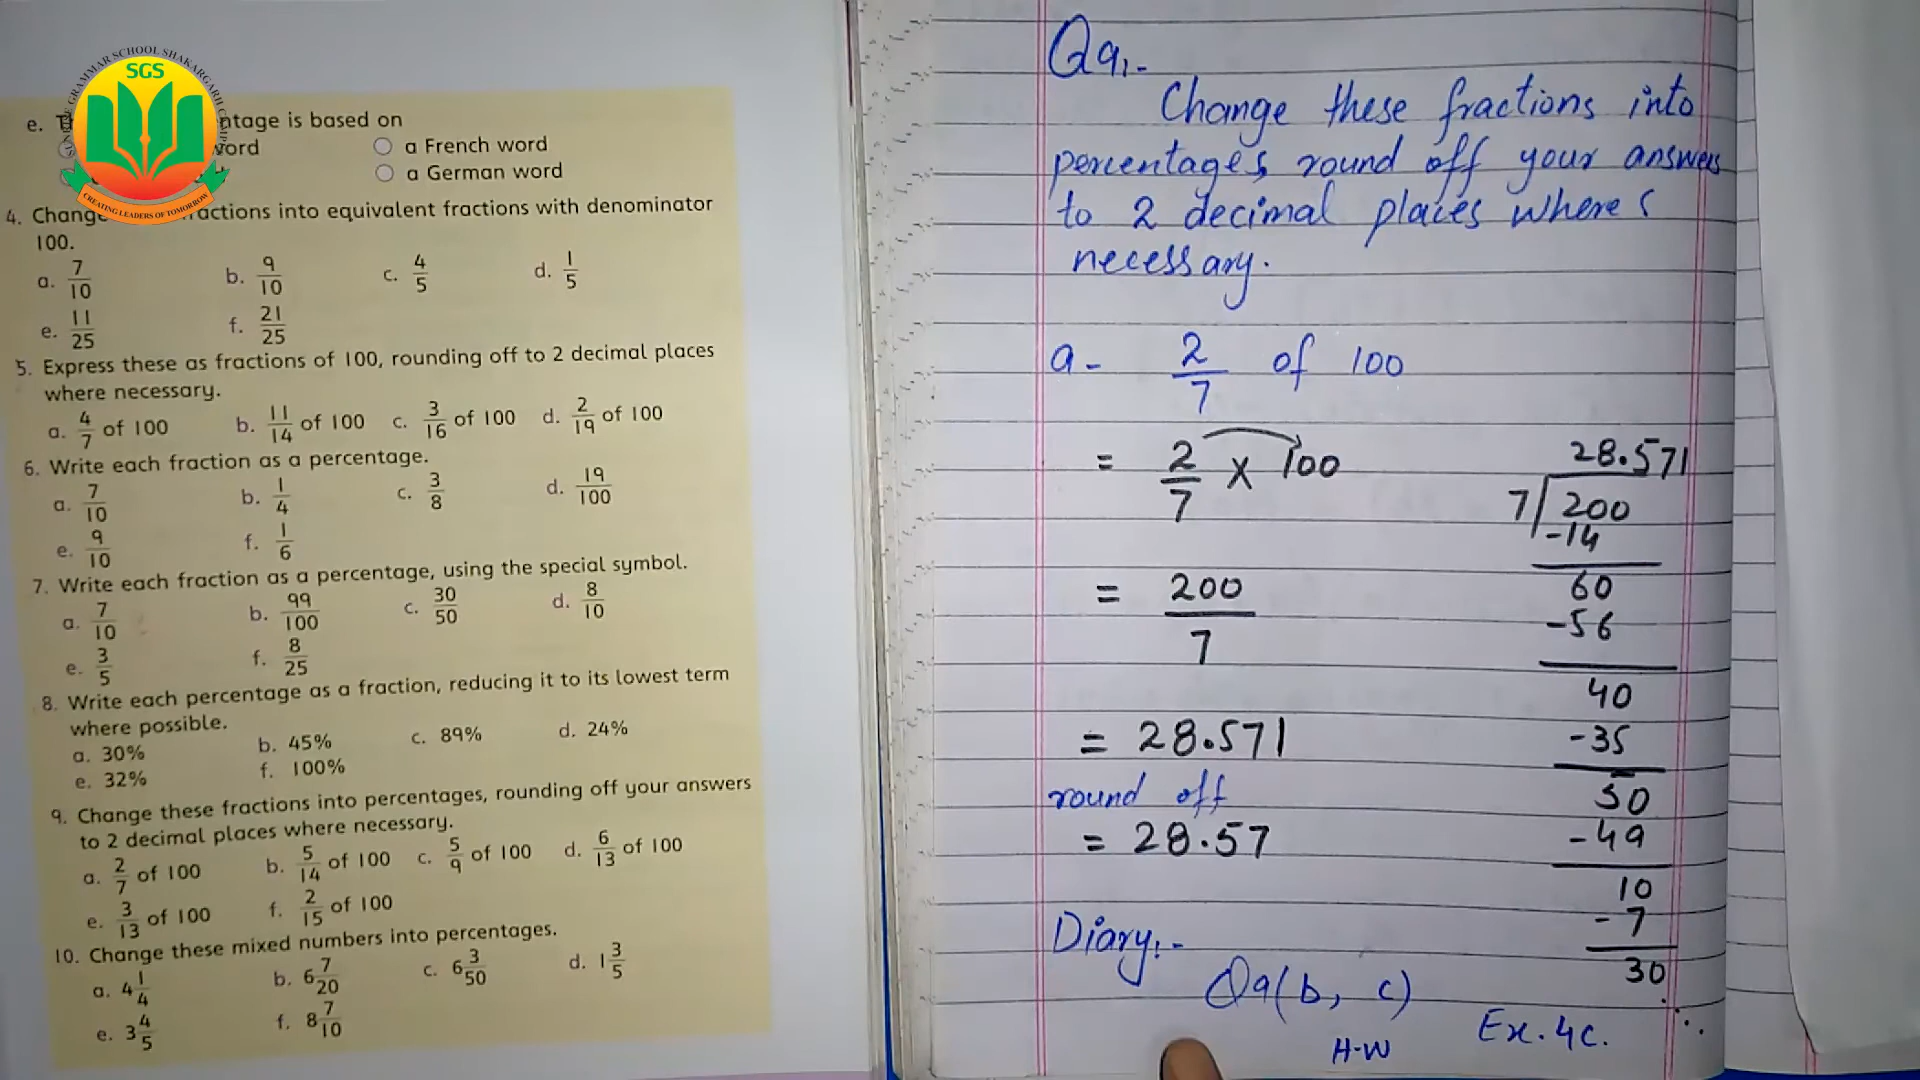 SGS
CREATING LEADERS OF TOMORROW
GRAMMAR SCHOOL SHAKARGARH
e. ntage is based on
word
a French word
a German word
4. Change actions into equivalent fractions with denominator
100.
a. 7/10 b. 9/10 c. 4/5 d. 1/5
e. 11/25 f. 21/25
5. Express these as fractions of 100, rounding off to 2 decimal places
where necessary.
a. 4/7 of 100 b. 11/14 of 100 c. 3/16 of 100 d. 2/19 of 100
6. Write each fraction as a percentage.
a. 7/10 b. 1/4 c. 3/8 d. 19/100
e. 9/10 f. 1/6
7. Write each fraction as a percentage, using the special symbol.
a. 7/10 b. 99/100 c. 30/50 d. 8/10
e. 3/5 f. 8/25
8. Write each percentage as a fraction, reducing it to its lowest term
where possible.
a. 30% b. 45% c. 89% d. 24%
e. 32% f. 100%
9. Change these fractions into percentages, rounding off your answers
to 2 decimal places where necessary.
a. 2/7 of 100 b. 5/14 of 100 c. 5/9 of 100 d. 6/13 of 100
e. 3/13 of 100 f. 2/15 of 100
10. Change these mixed numbers into percentages.
a. 4 1/4 b. 6 7/20 c. 6 3/50 d. 1 3/5
e. 3 4/5 f. 8 7/10
Q9:-
Change these fractions into
percentages, round off your answers
to 2 decimal places where
necessary.
a- 2/7 of 100
= 2/7 x 100
= 200/7
= 28.571
round off
= 28.57
28.571
7 200
-14
60
-56
40
-35
50
-49
10
-7
30
Diary:-
Q9(b, c)
H.W
Ex. 4c.